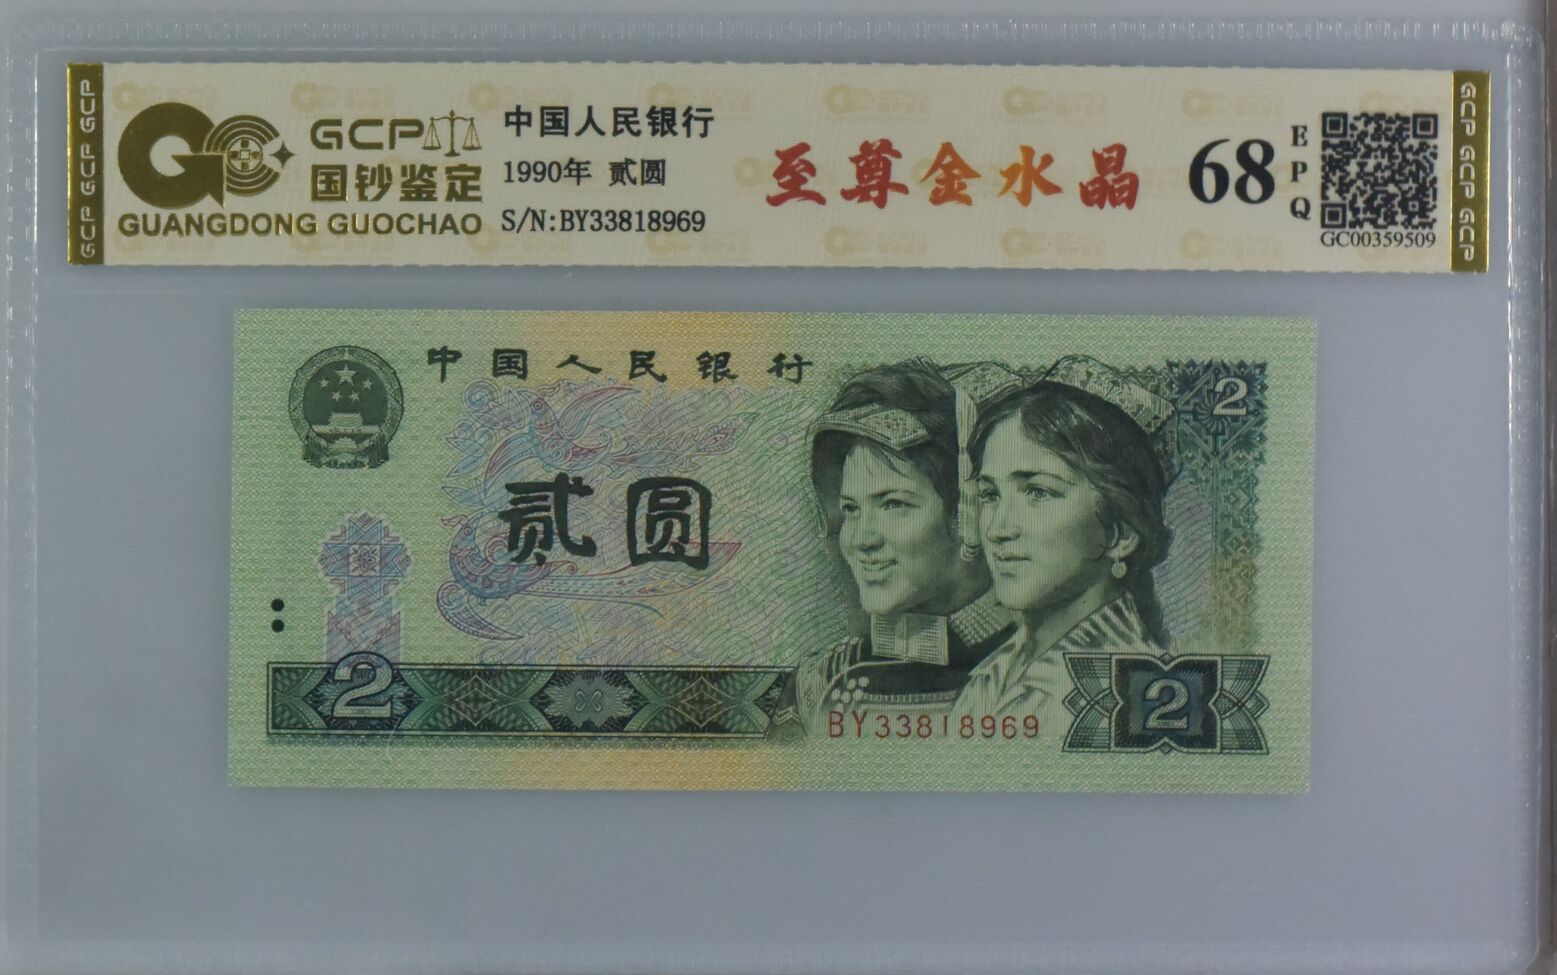 GCP GCP GCP
GCP
国钞鉴定
GUANGDONG GUOCHAO
中国人民银行
1990年 贰圆
S/N:BY33818969
至尊金水晶
68
EPQ
GC00359509
GCP GCP GCP
中国人民银行
2
贰圆
2
BY33818969
2